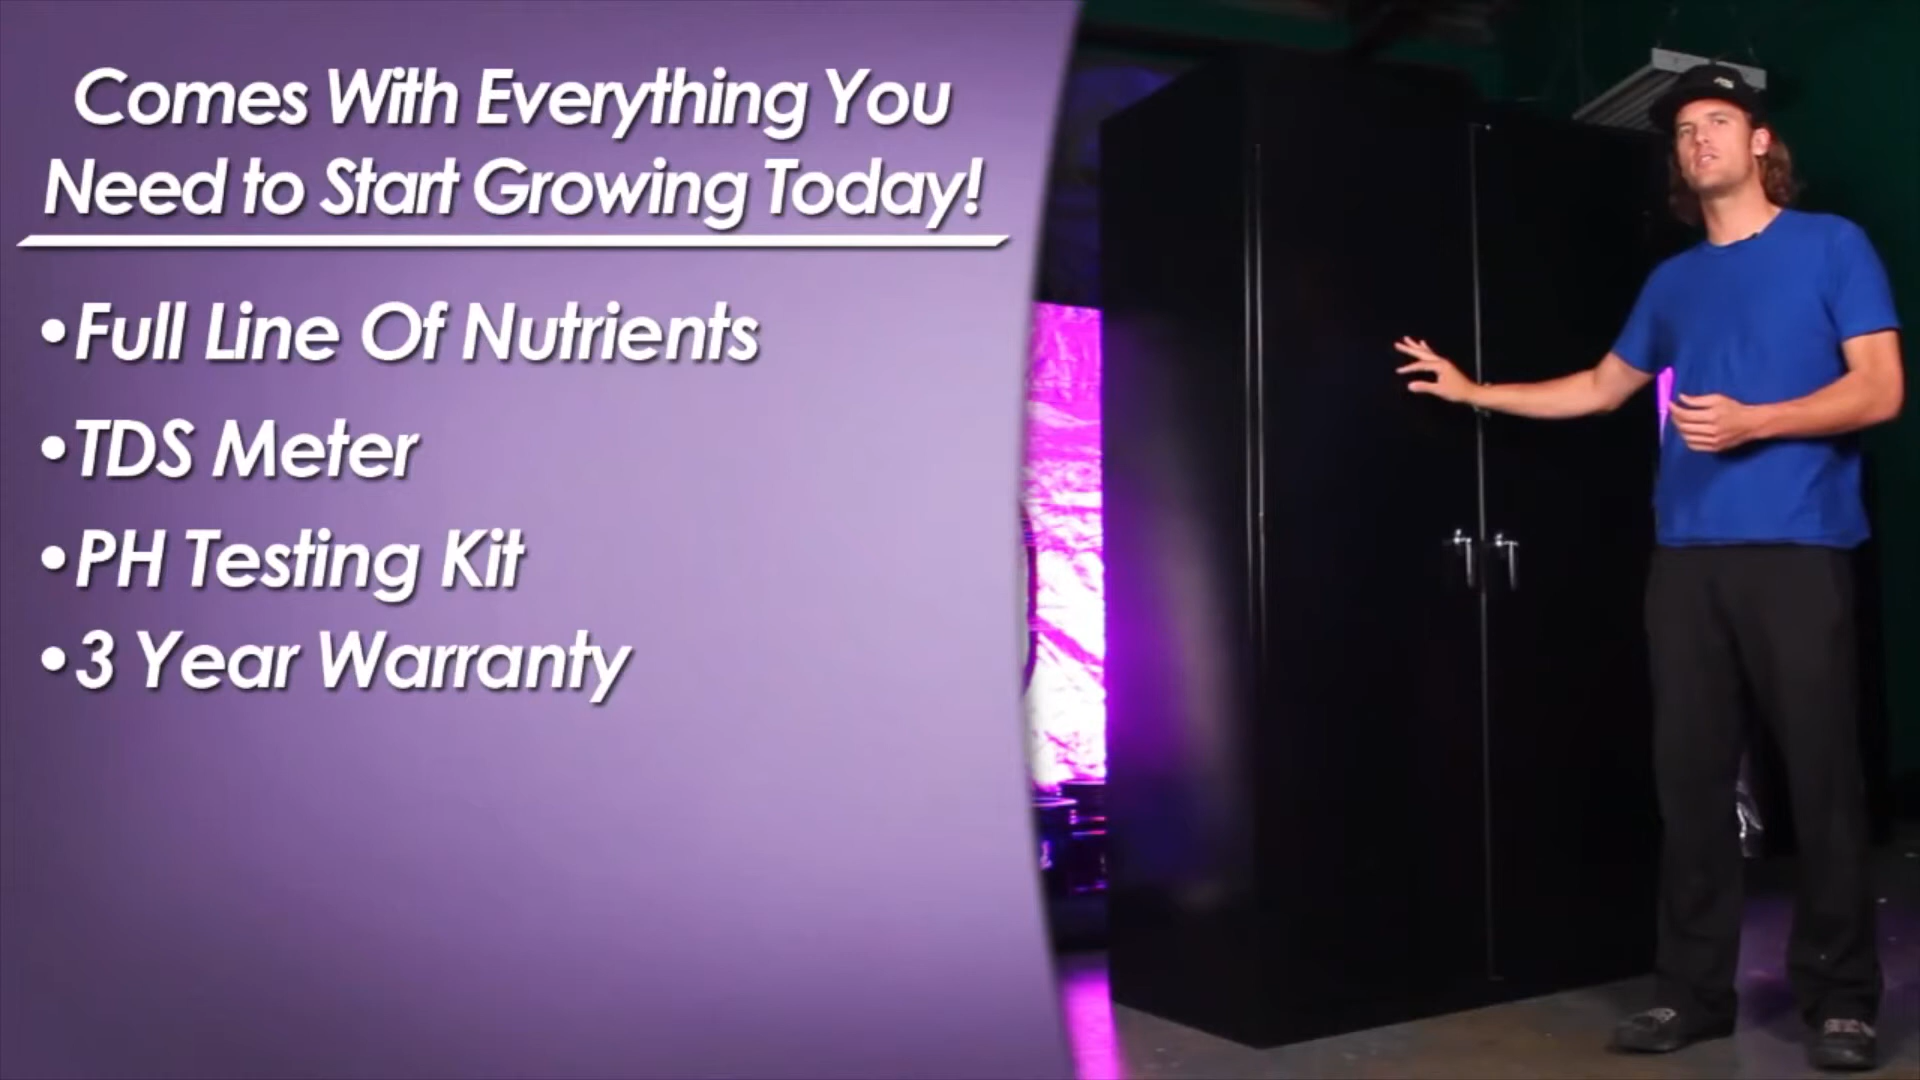 Comes With Everything You
Need to Start Growing Today!
•Full Line Of Nutrients
•TDS Meter
•PH Testing Kit
•3 Year Warranty